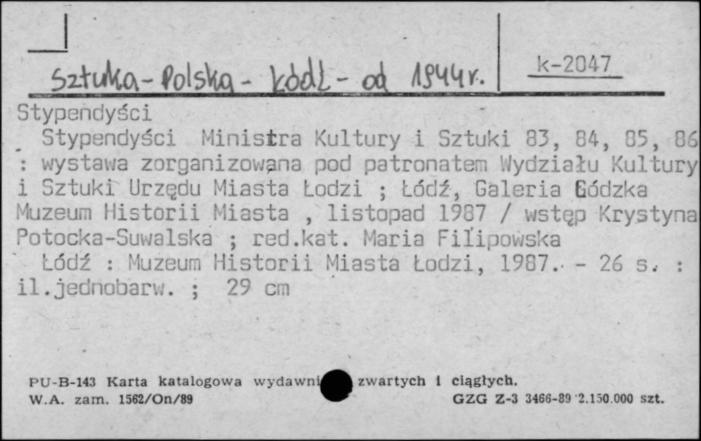 Sztuka - Polska - Łódź - od 1944 r.
k-2047
Stypendyści
Stypendyści Ministra Kultury i Sztuki 83, 84, 85, 86
: wystawa zorganizowana pod patronatem Wydziału Kultury
i Sztuki Urzędu Miasta Łodzi ; Łódź, Galeria Łódzka
Muzeum Historii Miasta , listopad 1987 / wstęp Krystyna
Potocka-Suwalska ; red.kat. Maria Filipowska
Łódź : Muzeum Historii Miasta Łodzi, 1987. - 26 s. :
il.jednobarw. ; 29 cm
PU-B-143 Karta katalogowa wydawni zwartych i ciągłych.
W.A. zam. 1562/On/89 GZG Z-3 3466-89 2.150.000 szt.